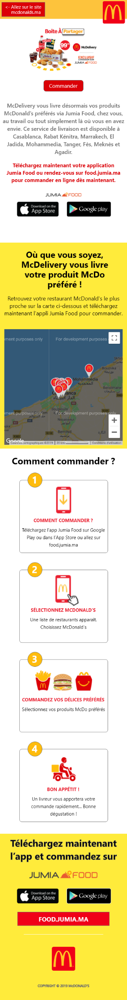 <- Allez sur le site
mcdonalds.ma
Boite À Partager
NACHOS
99
McDelivery
EXCLUSIF
LIVRAISON SUR
JUMIA FOOD
21
Commander
McDelivery vous livre désormais vos produits
McDonald’s préférés via Jumia Food, chez vous,
au travail ou tout simplement là où vous en avez
envie. Ce service de livraison est disponible à
Casablanca, Rabat Kénitra, Marrakech, El
Jadida, Mohammedia, Tanger, Fès, Meknès et
Agadir.
Téléchargez maintenant votre application
Jumia Food ou rendez-vous sur food.jumia.ma
pour commander en ligne dès maintenant.
JUMIA FOOD
Download on the
App Store
Google play
Où que vous soyez,
McDelivery vous livre
votre produit McDo
préféré !
Retrouvez votre restaurant McDonald's le plus
proche sur la carte ci-dessous et téléchargez
maintenant l'appli Jumia Food pour commander.
ment purposes only
For development purposes
Skhir
Bouznika
بوزنيقة
Mohammedia
المحمدية
Benslimane
الدار البيضاء
Bouskoura
ment purposes only
For development purposes
Nouasseur
النواصر
Berrchid
برشيد
الگارة
Google
Données cartographiques ©2019
20 km
Conditions d'utilisation
Comment commander ?
1
COMMENT COMMANDER ?
Téléchargez l’app Jumia Food sur Google
Play ou dans l’App Store ou allez sur
food.jumia.ma
2
SÉLECTIONNEZ MCDONALD’S
Une liste de restaurants apparaît.
Choisissez McDonald’s
3
COMMANDEZ VOS DÉLICES PRÉFÉRÉS
Sélectionnez vos produits McDo préférés
4
BON APPÉTIT !
Un livreur vous apportera votre
commande rapidement... Bonne
dégustation !
Téléchargez maintenant
l’app et commandez sur
JUMIA FOOD
Download on the
App Store
Google play
FOOD.JUMIA.MA
COPYRIGHT © 2019 McDONALD'S